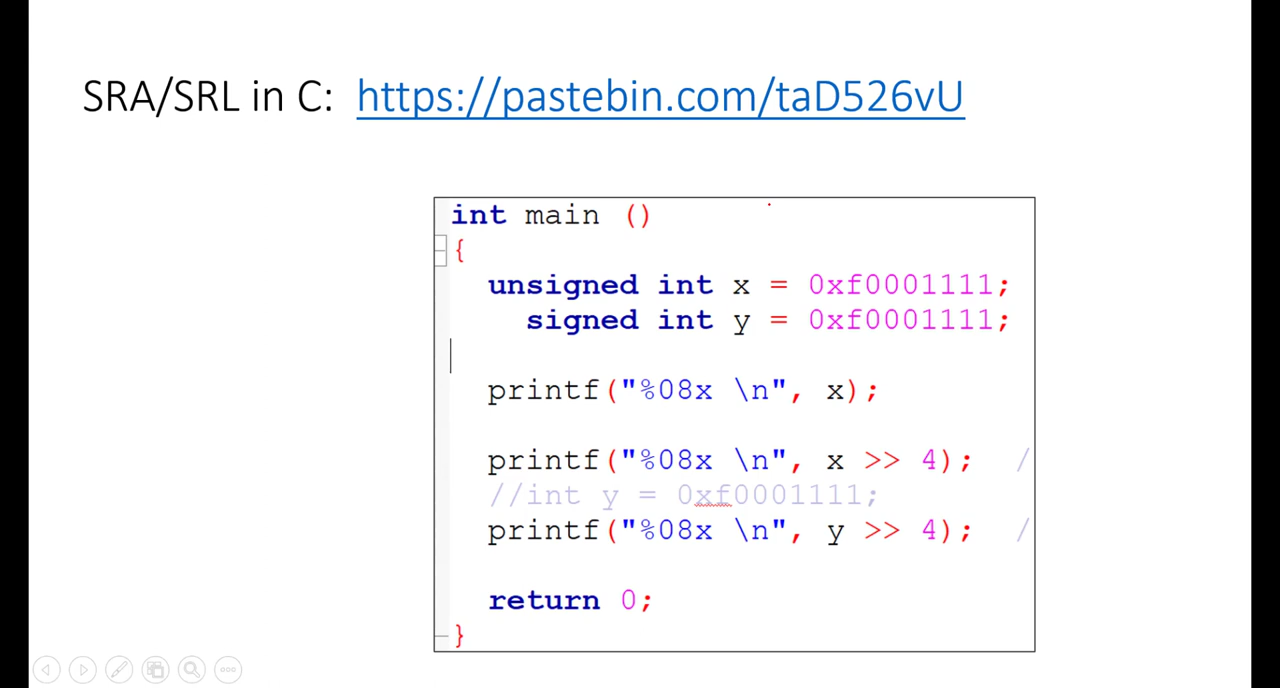 SRA/SRL in C: https://pastebin.com/taD526vU
int main ()
{
unsigned int x = 0xf0001111;
signed int y = 0xf0001111;
printf("%08x \n", x);
printf("%08x \n", x >> 4); /
//int y = 0xf0001111;
printf("%08x \n", y >> 4); /
return 0;
}